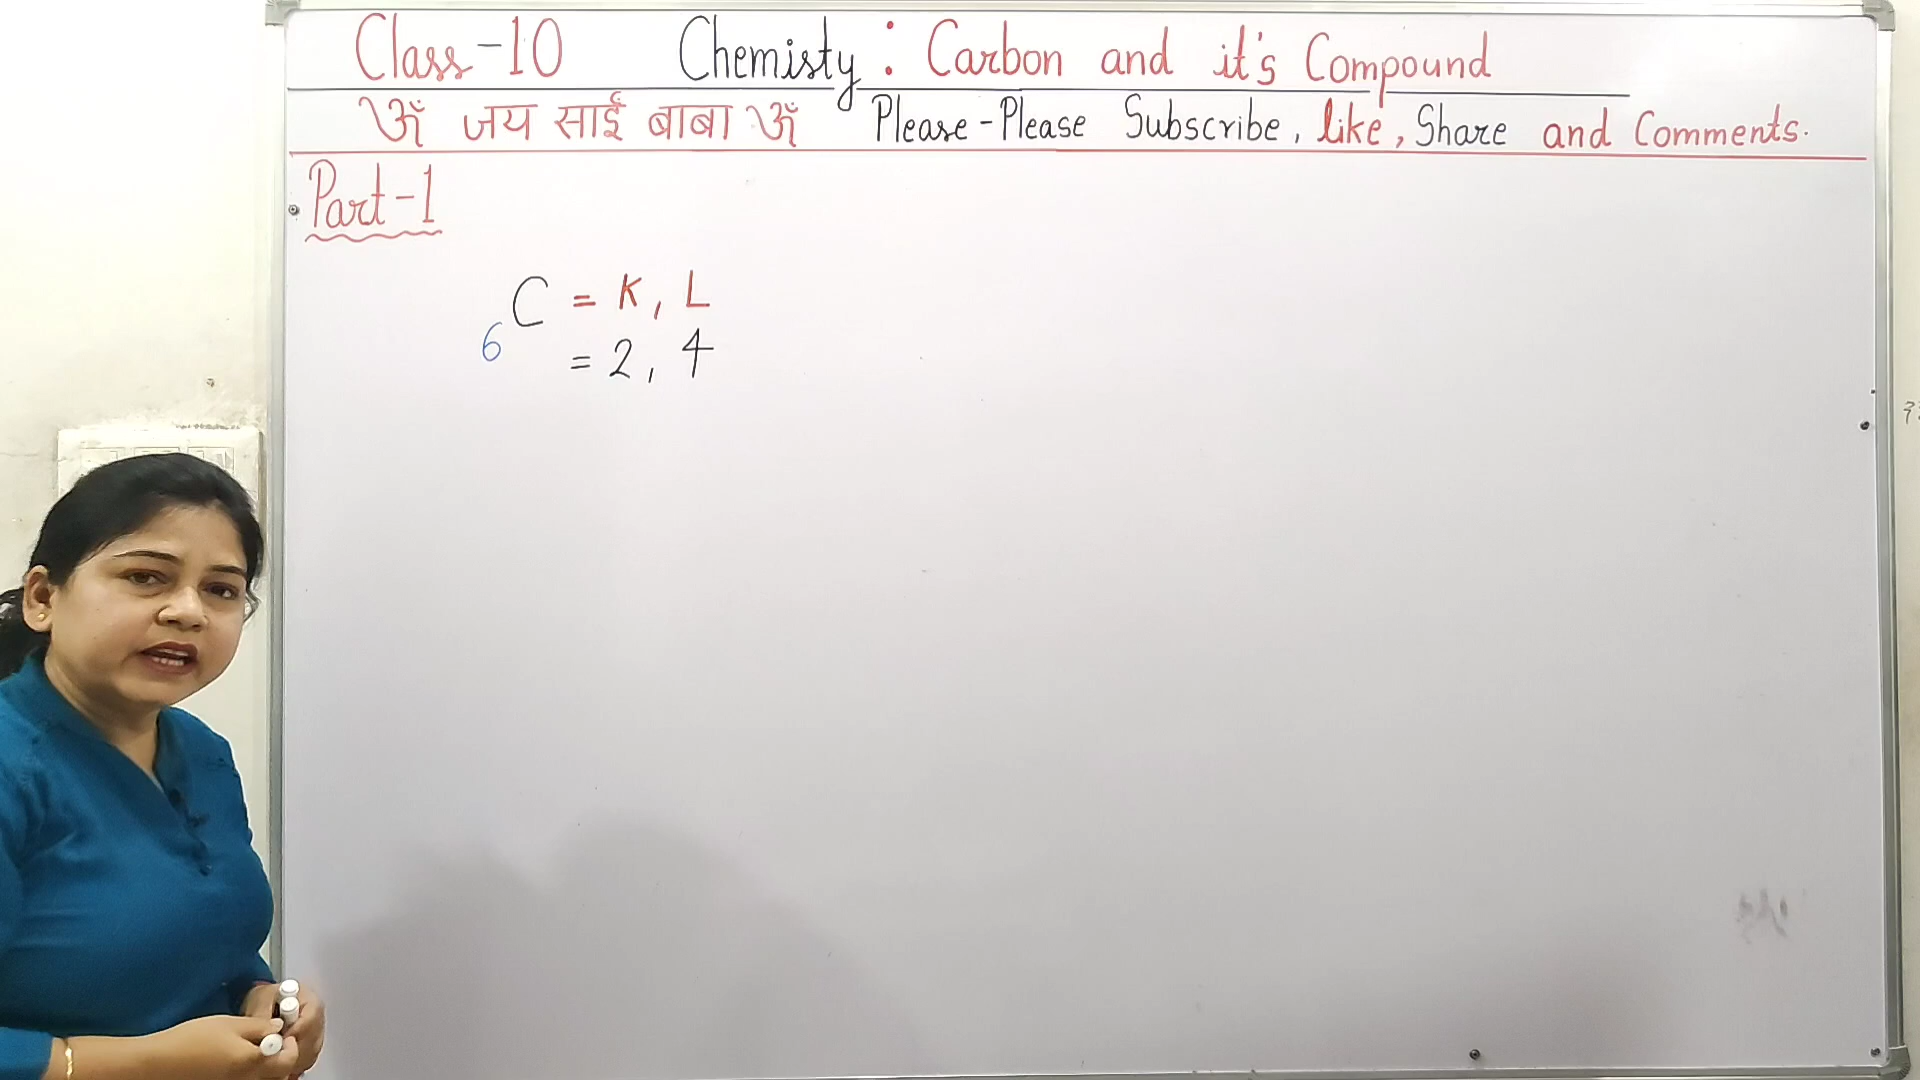 Class-10 Chemisty : Carbon and it's Compound
ॐ जय साईं बाबा ॐ Please-Please Subscribe, like, Share and Comments.
Part-1
C = K, L
6
= 2, 4